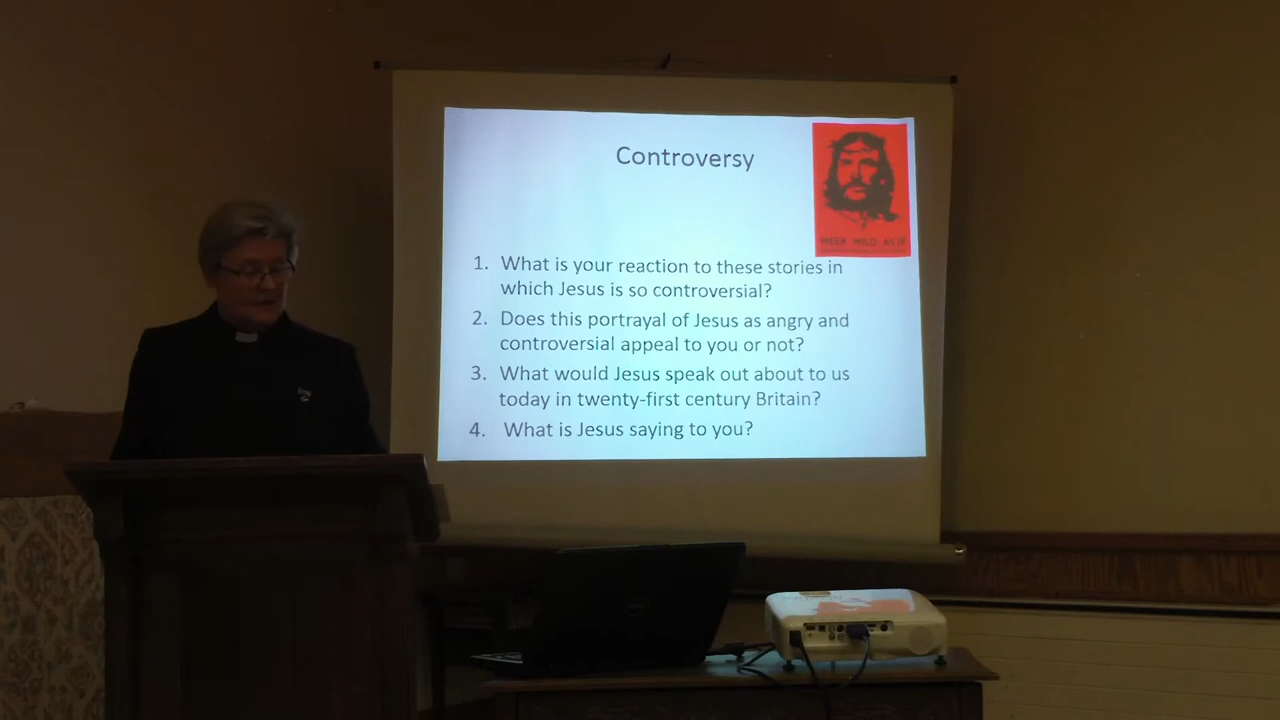 Controversy
MEEK MILD AS IF
1. What is your reaction to these stories in
which Jesus is so controversial?
2. Does this portrayal of Jesus as angry and
controversial appeal to you or not?
3. What would Jesus speak out about to us
today in twenty-first century Britain?
4. What is Jesus saying to you?